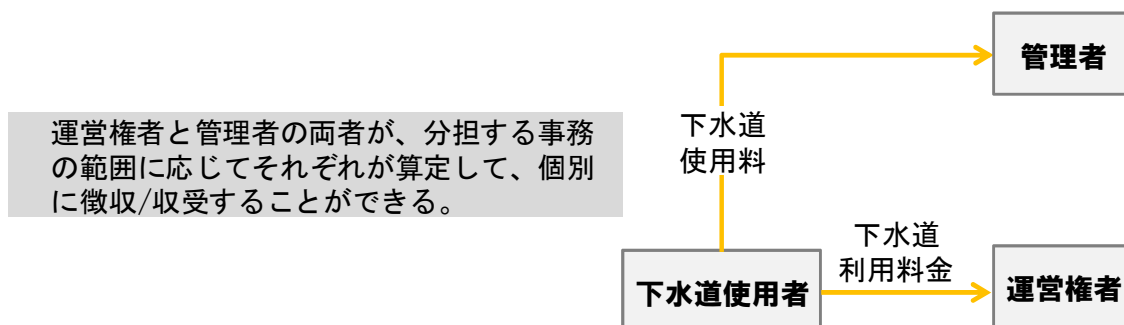 管理者
下水道
使用料
運営権者と管理者の両者が、分担する事務
の範囲に応じてそれぞれが算定して、個別
に徴収/収受することができる。
下水道
利用料金
下水道使用者
運営権者